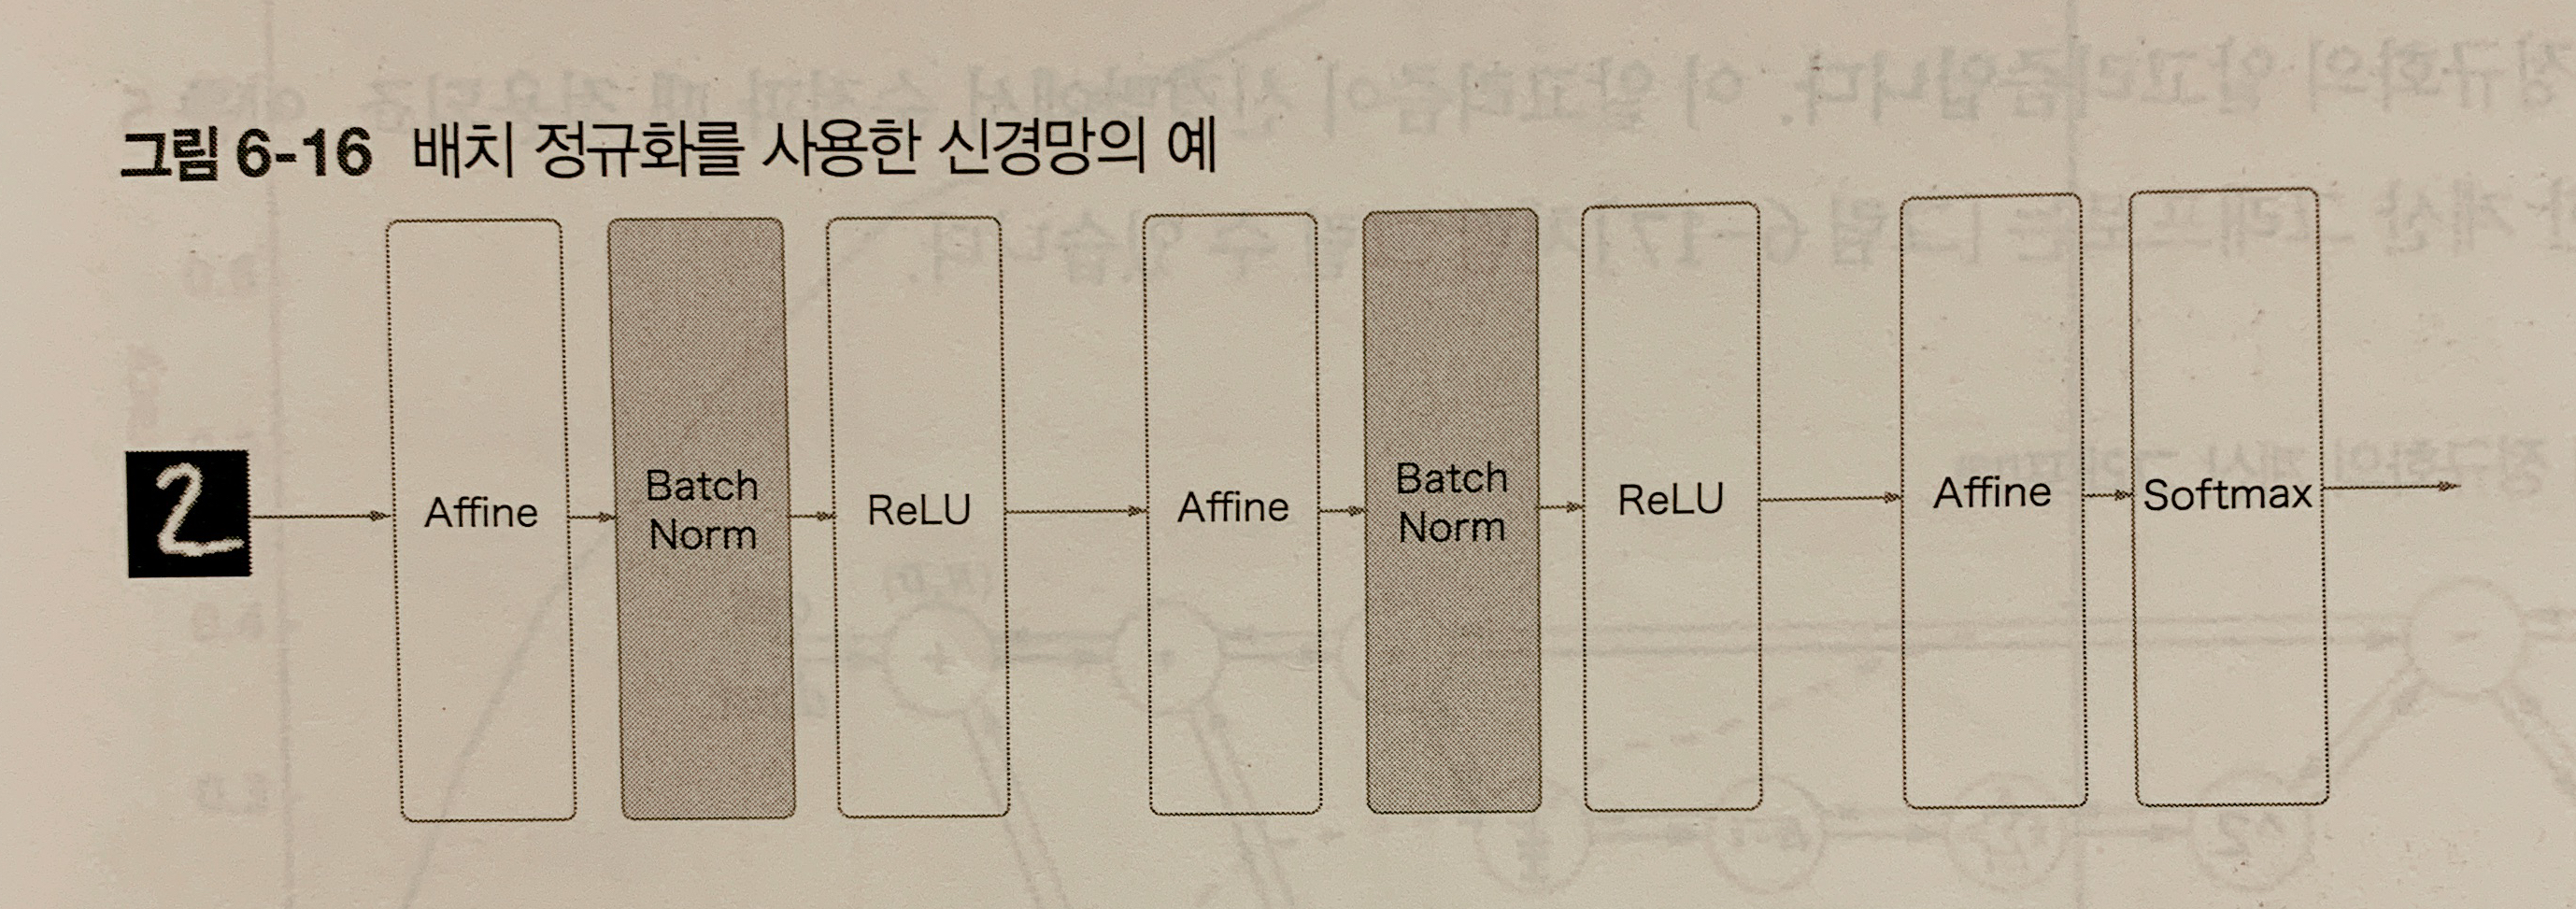 그림 6-16 배치 정규화를 사용한 신경망의 예
2
Affine
Batch
Norm
ReLU
Affine
Batch
Norm
ReLU
Affine
Softmax